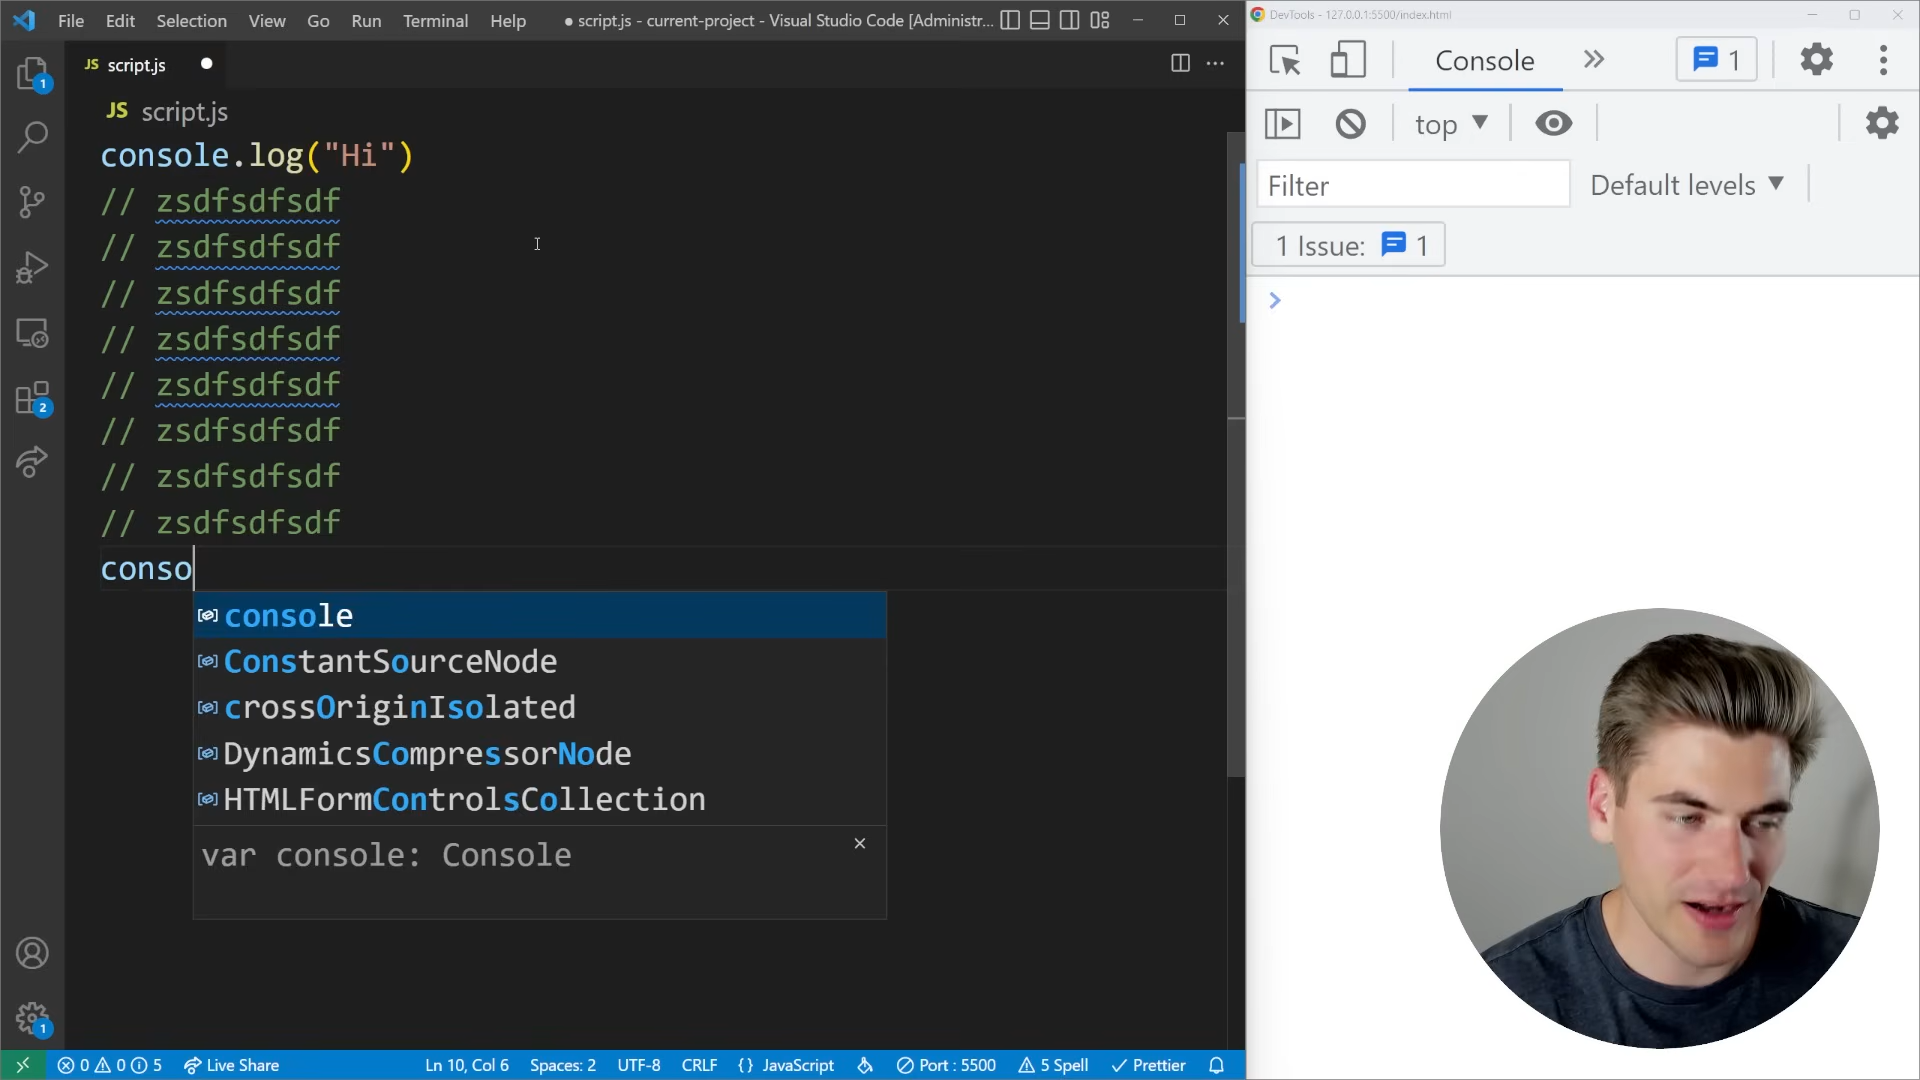 File Edit Selection View Go Run Terminal Help ● script.js - current-project - Visual Studio Code [Administr...
JS script.js
JS script.js
console.log("Hi")
// zsdfsdfsdf
// zsdfsdfsdf
// zsdfsdfsdf
// zsdfsdfsdf
// zsdfsdfsdf
// zsdfsdfsdf
// zsdfsdfsdf
// zsdfsdfsdf
conso
console
ConstantSourceNode
crossOriginIsolated
DynamicsCompressorNode
HTMLFormControlsCollection
var console: Console
1
2
1
0 0 5 Live Share Ln 10, Col 6 Spaces: 2 UTF-8 CRLF {} JavaScript Port : 5500 5 Spell Prettier
DevTools - 127.0.0.1:5500/index.html
Console 1
top
Filter Default levels
1 Issue: 1